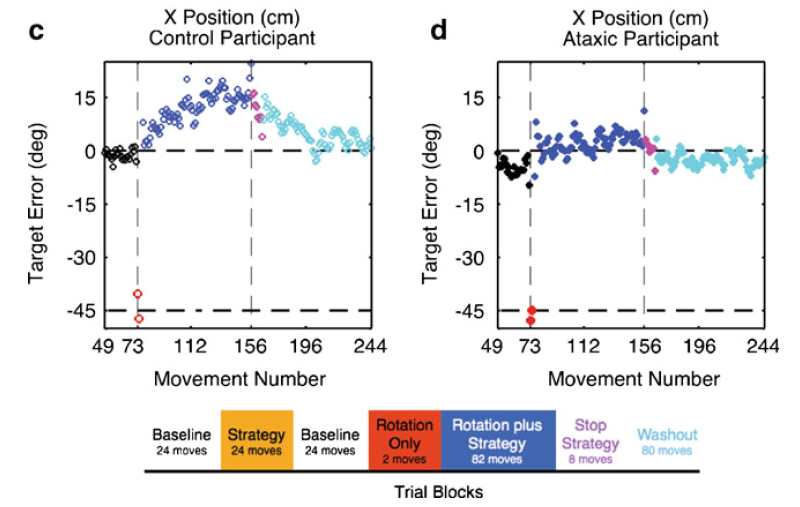 c
X Position (cm)
Control Participant
Target Error (deg)
15
0
-15
-30
-45
49 73 112 156 196 244
Movement Number
d
X Position (cm)
Ataxic Participant
Target Error (deg)
15
0
-15
-30
-45
49 73 112 156 196 244
Movement Number
Baseline
24 moves
Strategy
24 moves
Baseline
24 moves
Rotation
Only
2 moves
Rotation plus
Strategy
82 moves
Stop
Strategy
8 moves
Washout
80 moves
Trial Blocks